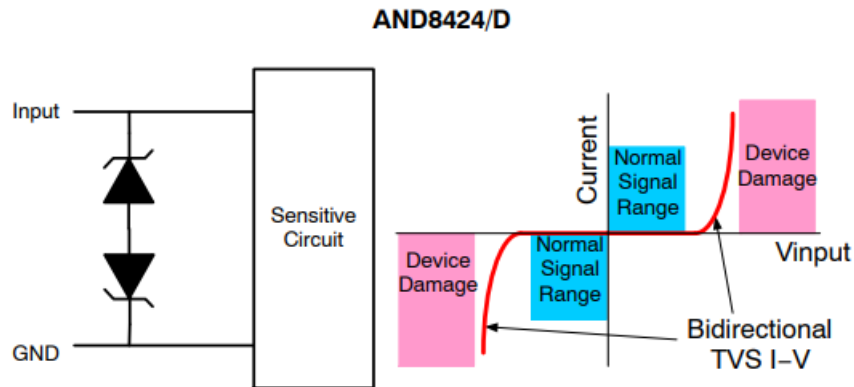 AND8424/D
Input
GND
Sensitive
Circuit
Current
Normal
Signal
Range
Device
Damage
Vinput
Device
Damage
Normal
Signal
Range
Bidirectional
TVS I−V